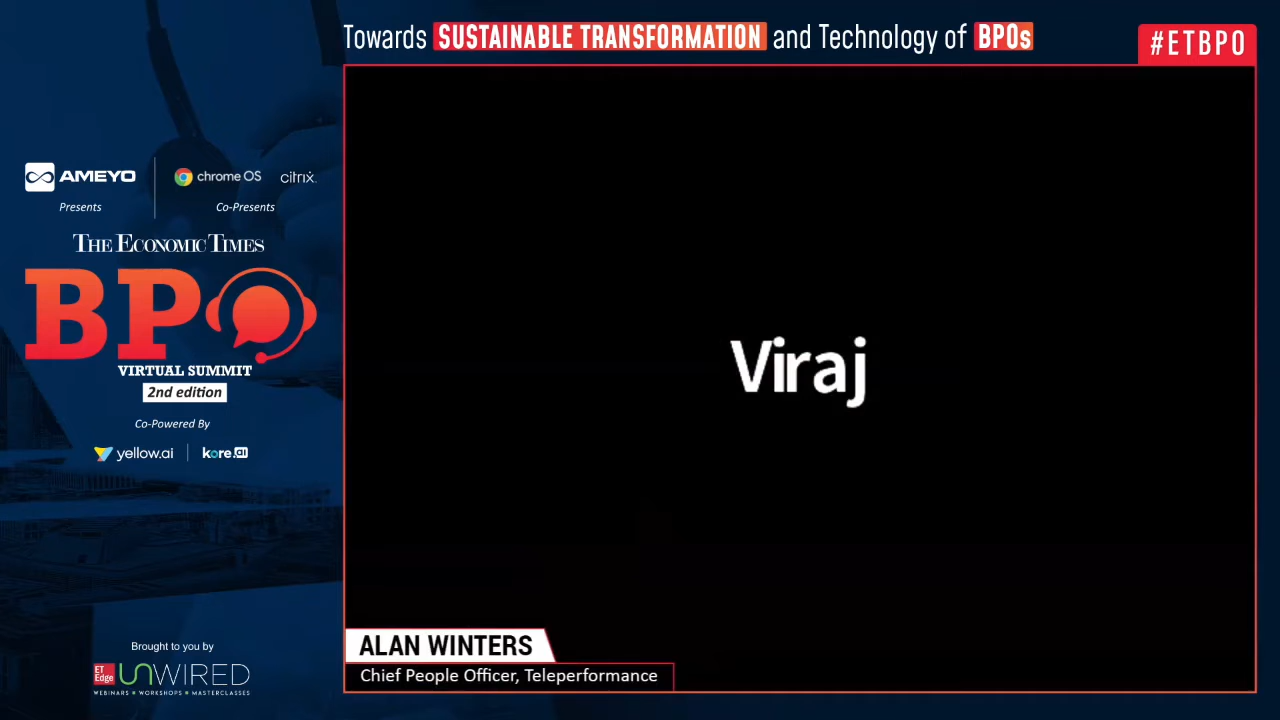 Towards SUSTAINABLE TRANSFORMATION and Technology of BPOs
#ETBPO
AMEYO
chrome OS
citrix.
Presents
Co-Presents
THE ECONOMIC TIMES
BPO
VIRTUAL SUMMIT
2nd edition
Co-Powered By
yellow.ai
kore.ai
Viraj
ALAN WINTERS
Chief People Officer, Teleperformance
Brought to you by
ET Edge UNWIRED
WEBINARS WORKSHOPS MASTERCLASSES